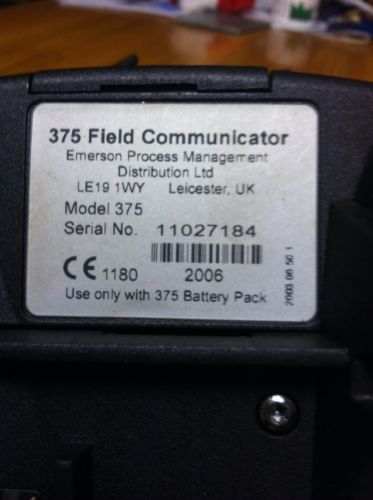 375 Field Communicator
Emerson Process Management
Distribution Ltd
LE19 1WY Leicester, UK
Model 375
Serial No. 11027184
CE 1180 2006
Use only with 375 Battery Pack